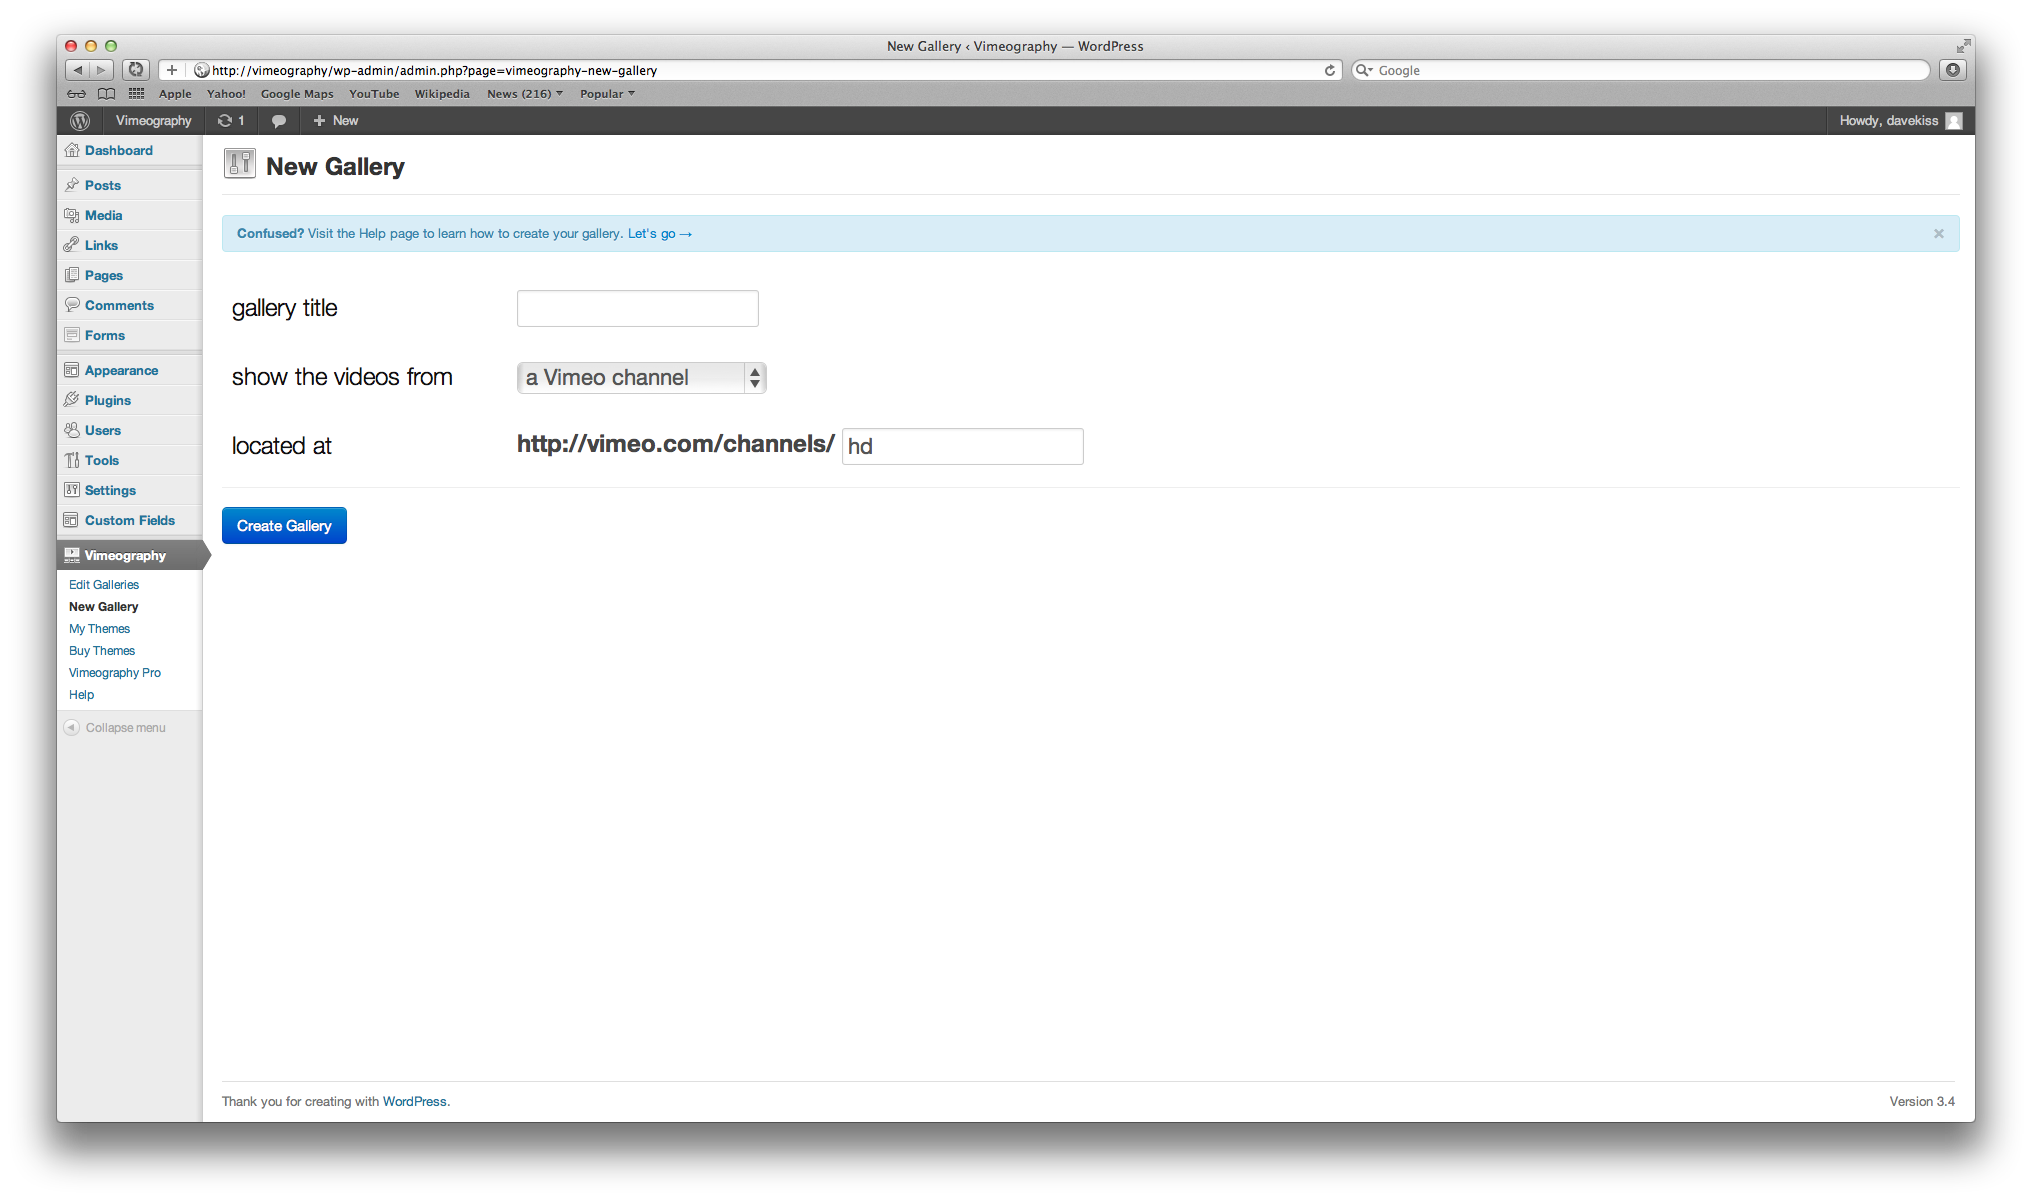 New Gallery ‹ Vimeography — WordPress
http://vimeography/wp-admin/admin.php?page=vimeography-new-gallery
Google
Apple Yahoo! Google Maps YouTube Wikipedia News (216) Popular
Vimeography 1 + New Howdy, davekiss
Dashboard
Posts
Media
Links
Pages
Comments
Forms
Appearance
Plugins
Users
Tools
Settings
Custom Fields
Vimeography
Edit Galleries
New Gallery
My Themes
Buy Themes
Vimeography Pro
Help
Collapse menu
New Gallery
Confused? Visit the Help page to learn how to create your gallery. Let's go → ×
gallery title
show the videos from a Vimeo channel
located at http://vimeo.com/channels/ hd
Create Gallery
Thank you for creating with WordPress. Version 3.4